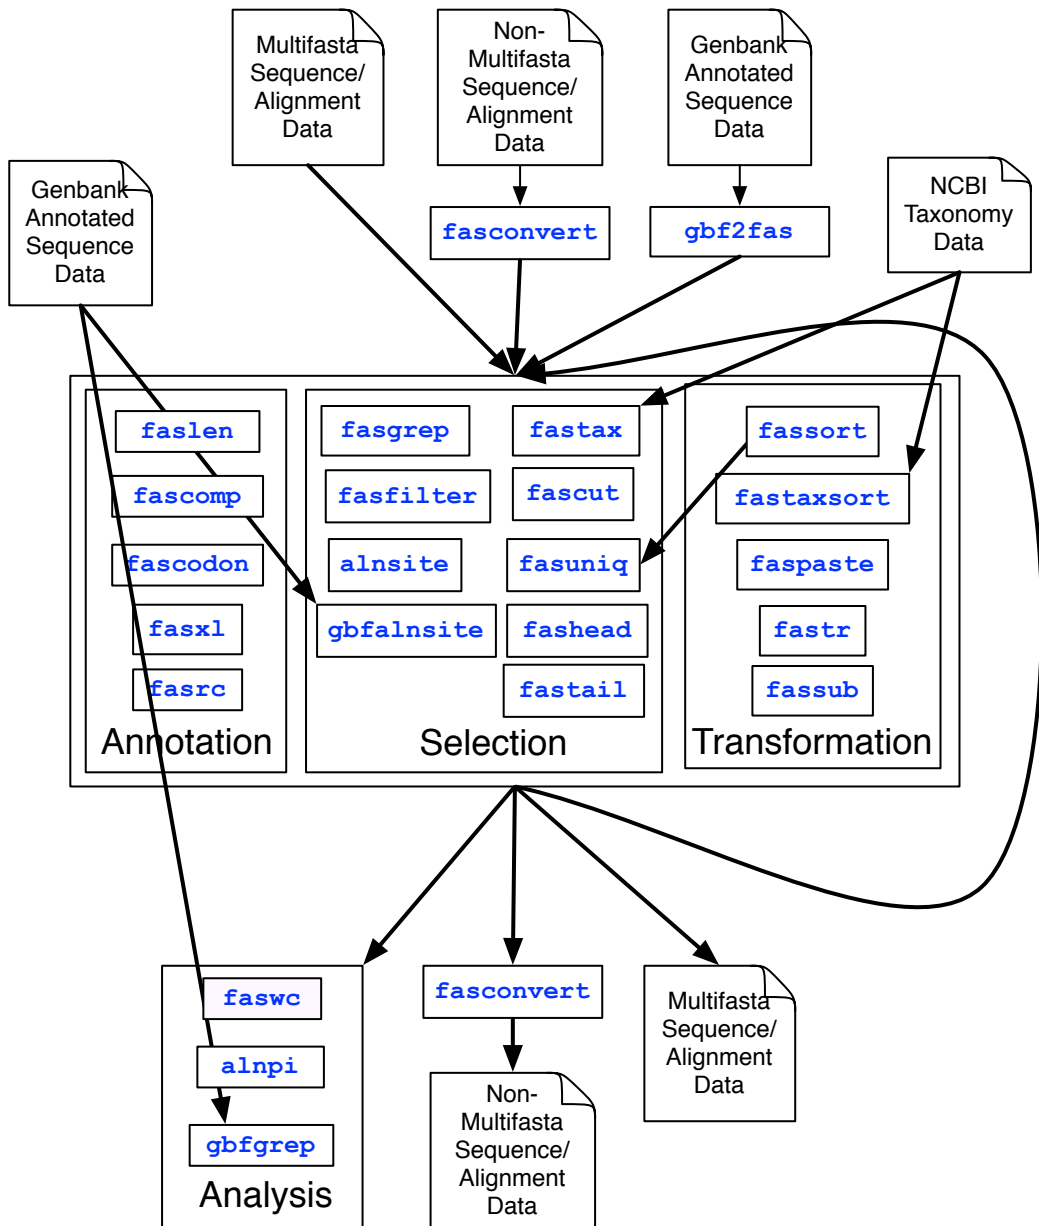 Multifasta
Sequence/
Alignment
Data
Non-
Multifasta
Sequence/
Alignment
Data
Genbank
Annotated
Sequence
Data
Genbank
Annotated
Sequence
Data
NCBI
Taxonomy
Data
fasconvert
gbf2fas
faslen
fascomp
fascodon
fasxl
fasrc
Annotation
fasgrep
fasfilter
alnsite
gbfalnsite
fastax
fascut
fasuniq
fashead
fastail
Selection
fassort
fastaxsort
faspaste
fastr
fassub
Transformation
faswc
alnpi
gbfgrep
Analysis
fasconvert
Non-
Multifasta
Sequence/
Alignment
Data
Multifasta
Sequence/
Alignment
Data